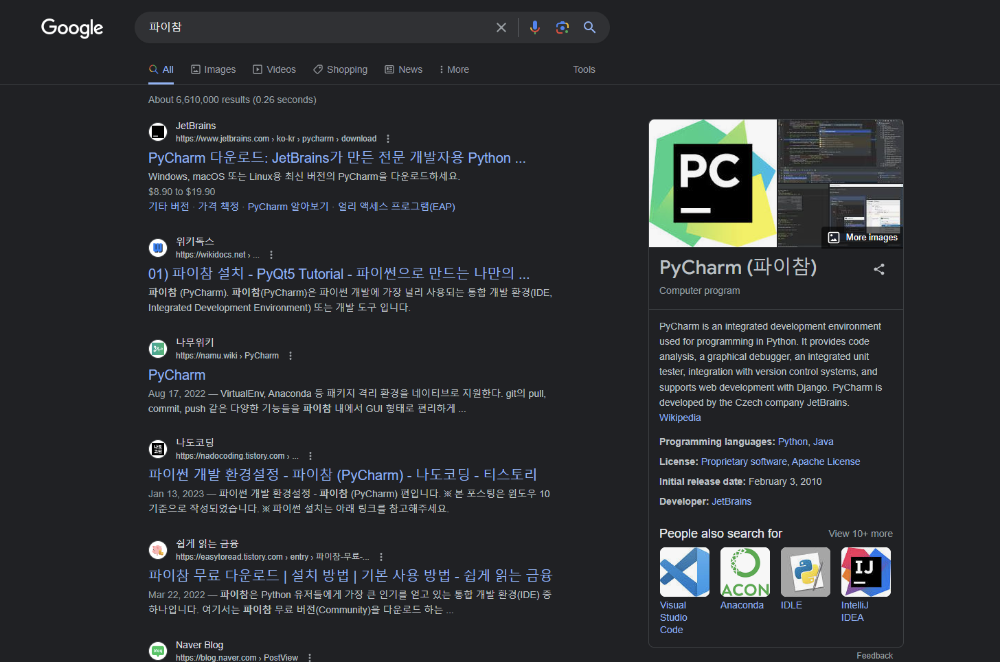 Google
파이참
All
Images
Videos
Shopping
News
More
Tools
About 6,610,000 results (0.26 seconds)
JetBrains
https://www.jetbrains.com › ko-kr › pycharm › download
PyCharm 다운로드: JetBrains가 만든 전문 개발자용 Python ...
Windows, macOS 또는 Linux용 최신 버전의 PyCharm을 다운로드하세요.
$8.90 to $19.90
기타 버전 · 가격 책정 · PyCharm 알아보기 · 얼리 액세스 프로그램(EAP)
위키독스
https://wikidocs.net › ...
01) 파이참 설치 - PyQt5 Tutorial - 파이썬으로 만드는 나만의 ...
파이참 (PyCharm). 파이참(PyCharm)은 파이썬 개발에 가장 널리 사용되는 통합 개발 환경(IDE,
Integrated Development Environment) 또는 개발 도구 입니다.
나무위키
https://namu.wiki › PyCharm
PyCharm
Aug 17, 2022 — VirtualEnv, Anaconda 등 패키지 격리 환경을 네이티브로 지원한다. git의 pull,
commit, push 같은 다양한 기능들을 파이참 내에서 GUI 형태로 편리하게 ...
나도코딩
https://nadocoding.tistory.com › ...
나도
코딩
파이썬 개발 환경설정 - 파이참 (PyCharm) - 나도코딩 - 티스토리
Jan 13, 2023 — 파이썬 개발 환경설정 - 파이참 (PyCharm) 편입니다. ※ 본 포스팅은 윈도우 10
기준으로 작성되었습니다. ※ 파이썬 설치는 아래 링크를 참고해주세요.
쉽게 읽는 금융
https://easytoread.tistory.com › entry › 파이참-무료-...
파이참 무료 다운로드 | 설치 방법 | 기본 사용 방법 - 쉽게 읽는 금융
Mar 22, 2022 — 파이참은 Python 유저들에게 가장 큰 인기를 얻고 있는 통합 개발 환경(IDE) 중
하나입니다. 여기서는 파이참 무료 버전(Community)을 다운로드 하는 ...
Naver Blog
blog
https://blog.naver.com › PostView
PC
More images
PyCharm (파이참)
Computer program
PyCharm is an integrated development environment
used for programming in Python. It provides code
analysis, a graphical debugger, an integrated unit
tester, integration with version control systems, and
supports web development with Django. PyCharm is
developed by the Czech company JetBrains.
Wikipedia
Programming languages: Python, Java
License: Proprietary software, Apache License
Initial release date: February 3, 2010
Developer: JetBrains
People also search for
View 10+ more
ACON
IJ
Visual
Studio
Code
Anaconda
IDLE
IntelliJ
IDEA
Feedback